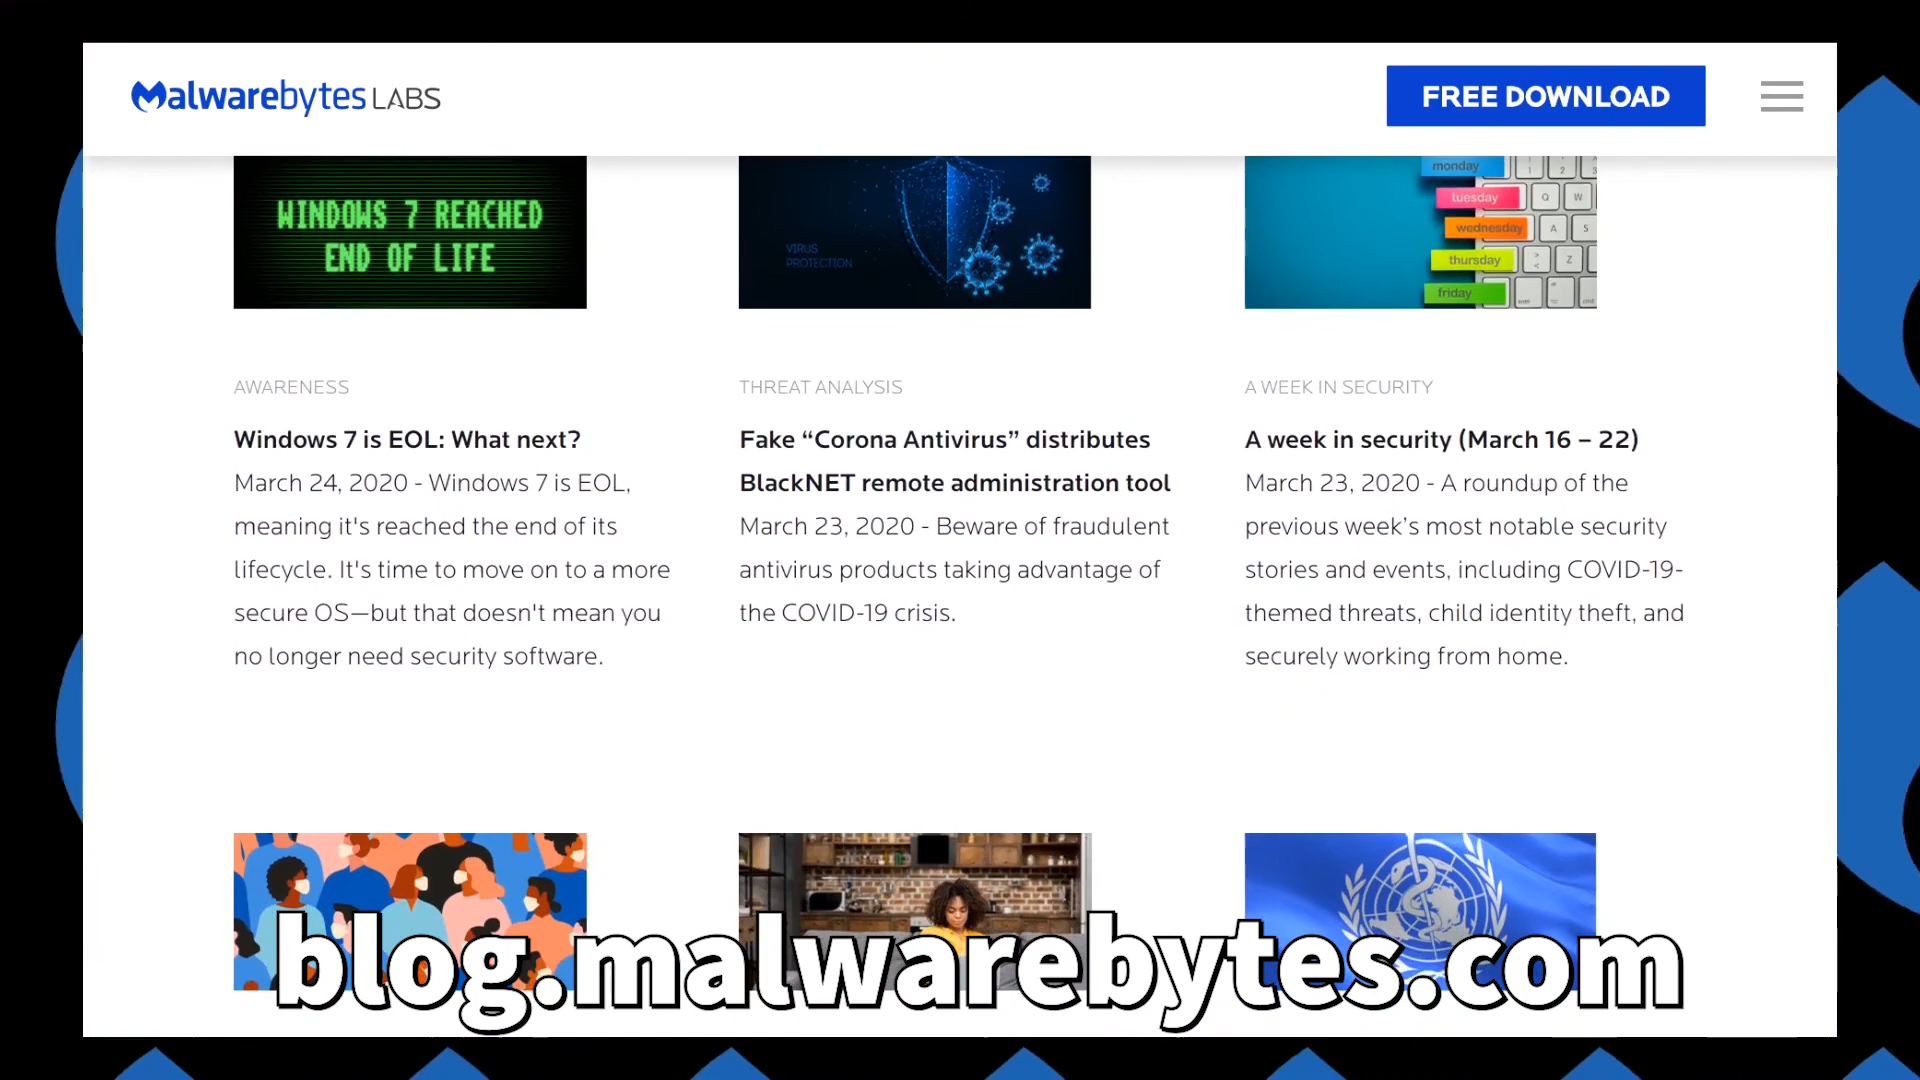 Malwarebytes LABS
FREE DOWNLOAD
WINDOWS 7 REACHED
END OF LIFE
VIRUS
PROTECTION
monday
tuesday
wednesday
thursday
friday
1
2
3
Q
W
A
S
Z
AWARENESS
Windows 7 is EOL: What next?
March 24, 2020 - Windows 7 is EOL,
meaning it's reached the end of its
lifecycle. It's time to move on to a more
secure OS—but that doesn't mean you
no longer need security software.
THREAT ANALYSIS
Fake “Corona Antivirus” distributes
BlackNET remote administration tool
March 23, 2020 - Beware of fraudulent
antivirus products taking advantage of
the COVID-19 crisis.
A WEEK IN SECURITY
A week in security (March 16 – 22)
March 23, 2020 - A roundup of the
previous week’s most notable security
stories and events, including COVID-19-
themed threats, child identity theft, and
securely working from home.
blog.malwarebytes.com